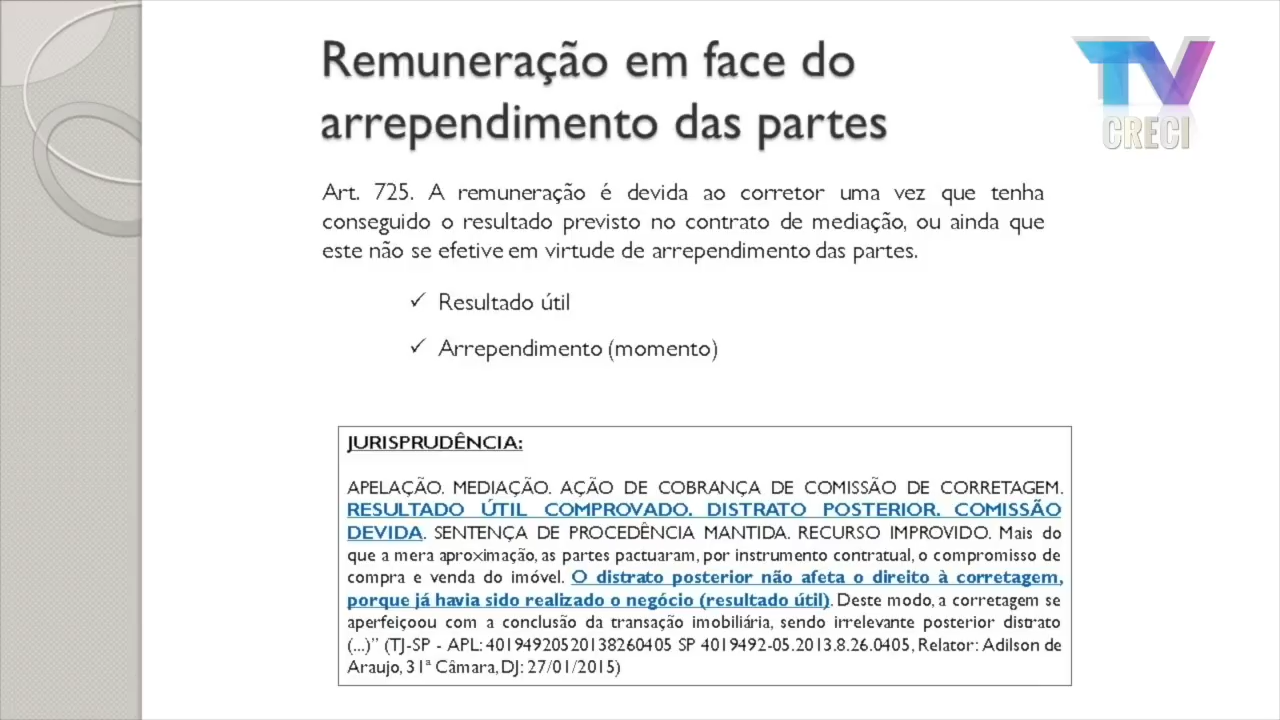 Remuneração em face do
arrependimento das partes
TV
CRECI
Art. 725. A remuneração é devida ao corretor uma vez que tenha
conseguido o resultado previsto no contrato de mediação, ou ainda que
este não se efetive em virtude de arrependimento das partes.
✓ Resultado útil
✓ Arrependimento (momento)
JURISPRUDÊNCIA:
APELAÇÃO. MEDIAÇÃO. AÇÃO DE COBRANÇA DE COMISSÃO DE CORRETAGEM.
RESULTADO ÚTIL COMPROVADO. DISTRATO POSTERIOR. COMISSÃO
DEVIDA. SENTENÇA DE PROCEDÊNCIA MANTIDA. RECURSO IMPROVIDO. Mais do
que a mera aproximação, as partes pactuaram, por instrumento contratual, o compromisso de
compra e venda do imóvel. O distrato posterior não afeta o direito à corretagem,
porque já havia sido realizado o negócio (resultado útil). Deste modo, a corretagem se
aperfeiçoou com a conclusão da transação imobiliária, sendo irrelevante posterior distrato
(...)” (TJ-SP - APL: 40194920520138260405 SP 4019492-05.2013.8.26.0405, Relator: Adilson de
Araujo, 31ª Câmara, DJ: 27/01/2015)